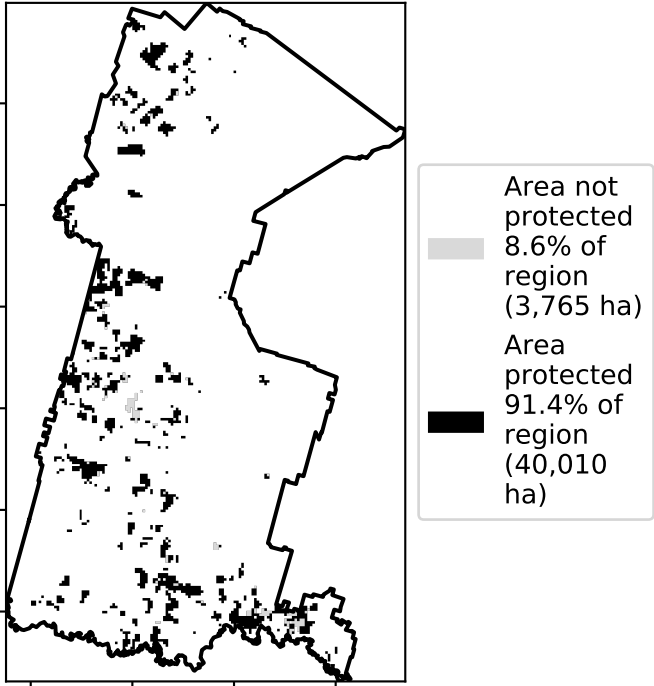 Area not
protected
8.6% of
region
(3,765 ha)
Area
protected
91.4% of
region
(40,010
ha)